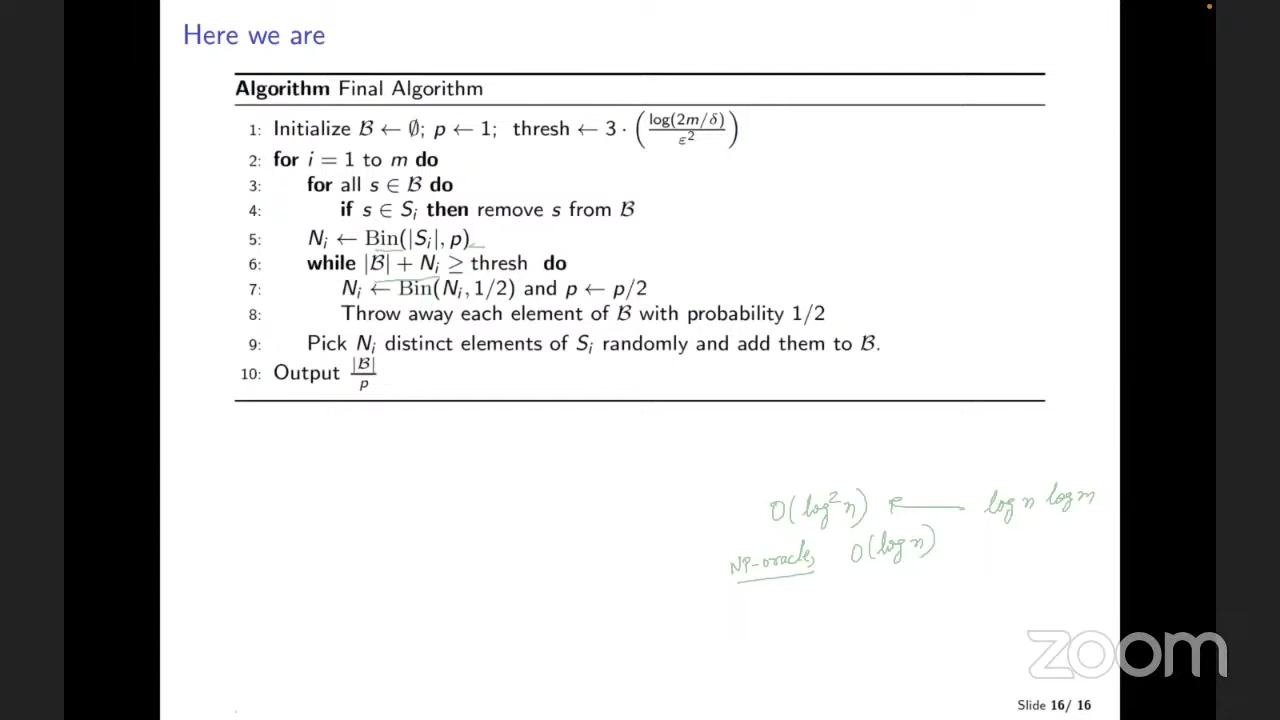 Here we are
Algorithm Final Algorithm
1: Initialize ℬ ← ∅; p ← 1; thresh ← 3 · (log(2m/δ)/ε²)
2: for i = 1 to m do
3: for all s ∈ ℬ do
4: if s ∈ Sᵢ then remove s from ℬ
5: Nᵢ ← Bin(|Sᵢ|, p)
6: while |ℬ| + Nᵢ ≥ thresh do
7: Nᵢ ← Bin(Nᵢ, 1/2) and p ← p/2
8: Throw away each element of ℬ with probability 1/2
9: Pick Nᵢ distinct elements of Sᵢ randomly and add them to ℬ.
10: Output |ℬ|/p
O(log² n) ← log n log m
NP-oracle, O(log n)
zoom
Slide 16/ 16